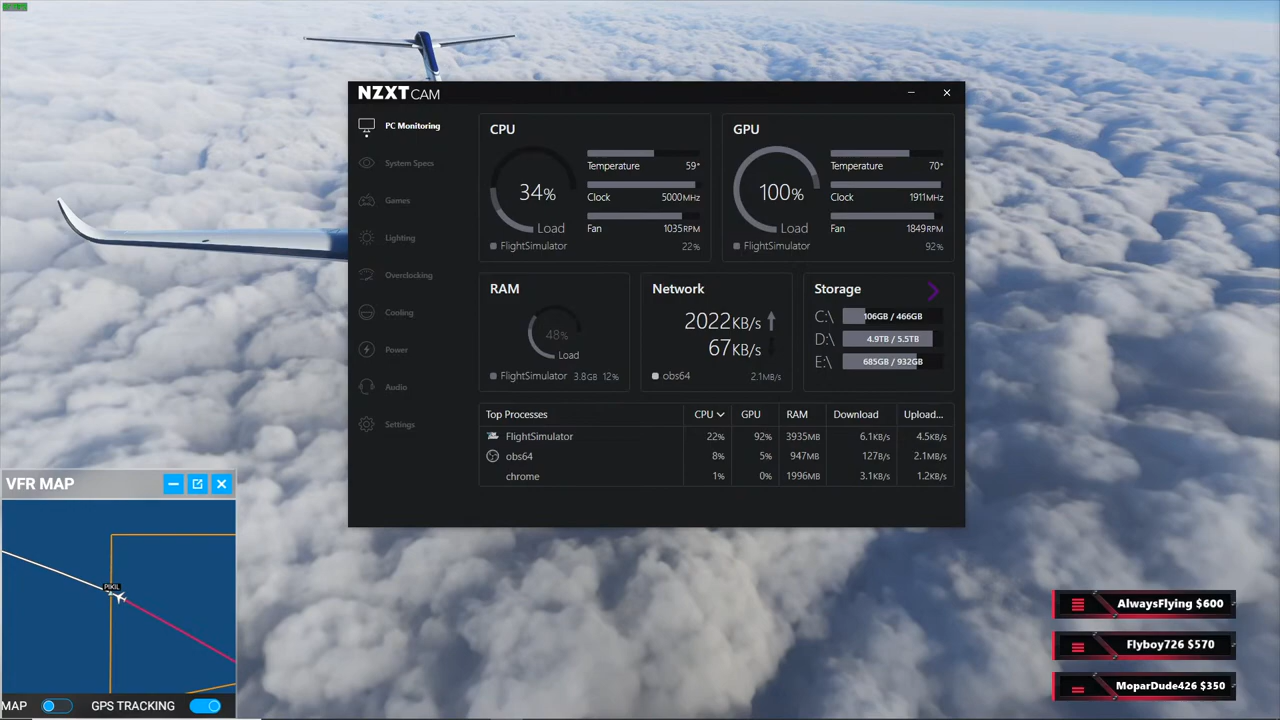 NZXT CAM
PC Monitoring
System Specs
Games
Lighting
Overclocking
Cooling
Power
Audio
Settings
CPU
34%
Load
Temperature 59°
Clock 5000MHz
Fan 1035RPM
FlightSimulator 22%
GPU
100%
Load
Temperature 70°
Clock 1911MHz
Fan 1849RPM
FlightSimulator 92%
RAM
48%
Load
FlightSimulator 3.8GB 12%
Network
2022KB/s
67KB/s
obs64 2.1MB/s
Storage
C:\ 106GB / 466GB
D:\ 4.9TB / 5.5TB
E:\ 685GB / 932GB
Top Processes CPU GPU RAM Download Upload...
FlightSimulator 22% 92% 3935MB 6.1KB/s 4.5KB/s
obs64 8% 5% 947MB 127B/s 2.1MB/s
chrome 1% 0% 1996MB 3.1KB/s 1.2KB/s
VFR MAP
PIKIL
MAP GPS TRACKING
AlwaysFlying $600
Flyboy726 $570
MoparDude426 $350